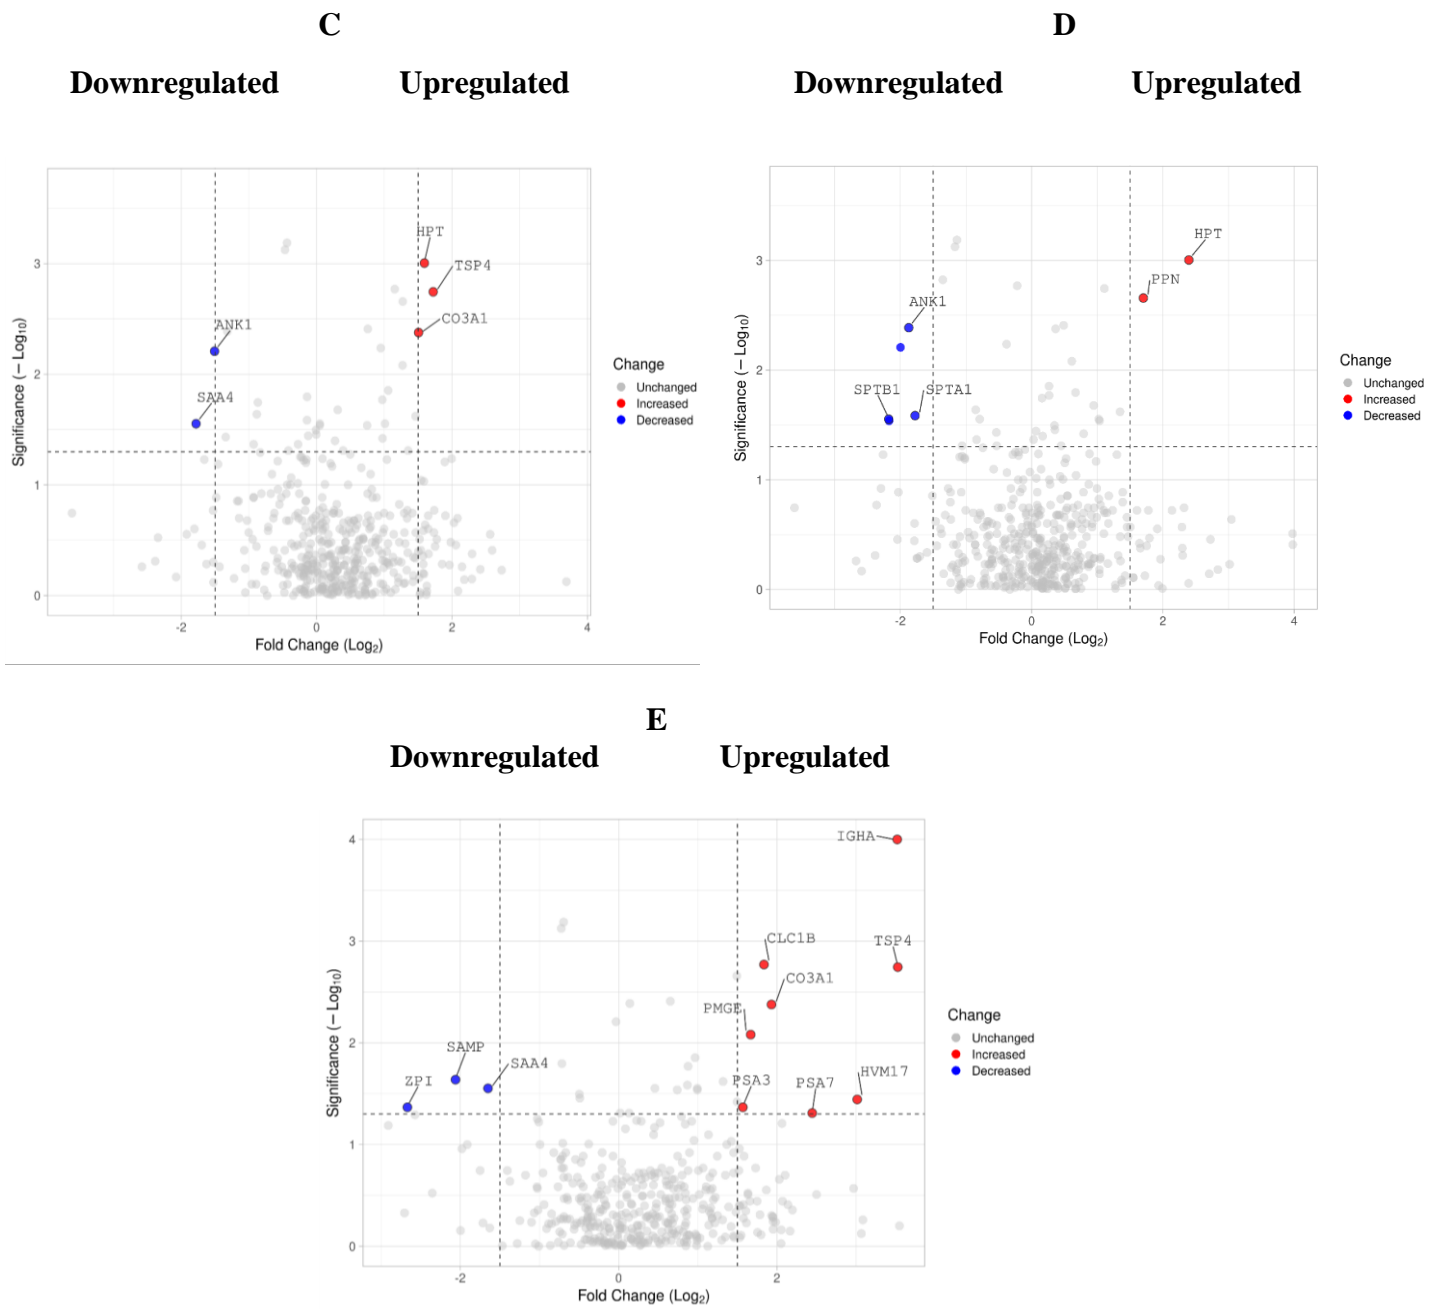 C
Downregulated Upregulated
HPT
TSP4
CO3A1
ANK1
SAA4
3
2
1
0
-2 0 2 4
Significance (− Log10)
Fold Change (Log2)
Change
Unchanged
Increased
Decreased
D
Downregulated Upregulated
HPT
PPN
ANK1
SPTB1 SPTA1
3
2
1
0
-2 0 2 4
Significance (− Log10)
Fold Change (Log2)
Change
Unchanged
Increased
Decreased
E
Downregulated Upregulated
IGHA
CLC1B TSP4
CO3A1
PMGE
SAMP
SAA4
ZPI PSA3 PSA7 HVM17
4
3
2
1
0
-2 0 2
Significance (− Log10)
Fold Change (Log2)
Change
Unchanged
Increased
Decreased